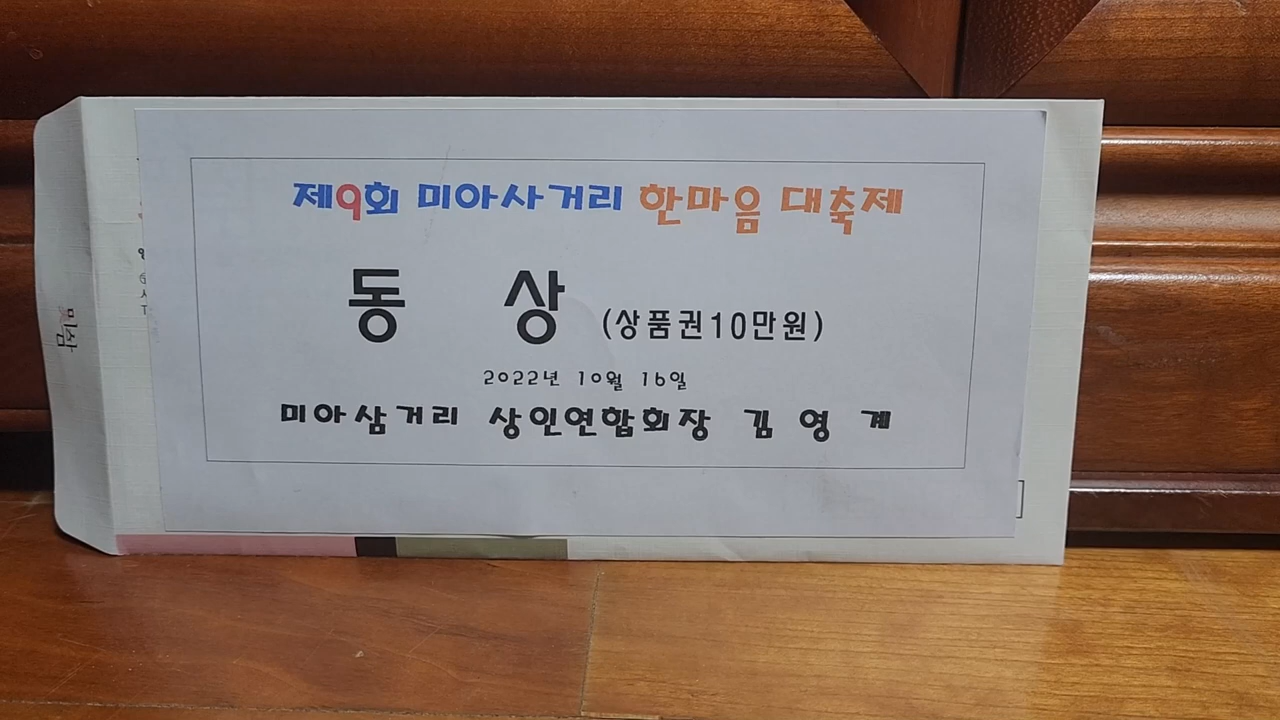 제9회 미아사거리 한마음 대축제
동 상 (상품권10만원)
2022년 10월 16일
미아삼거리 상인연합회장 김 영 계